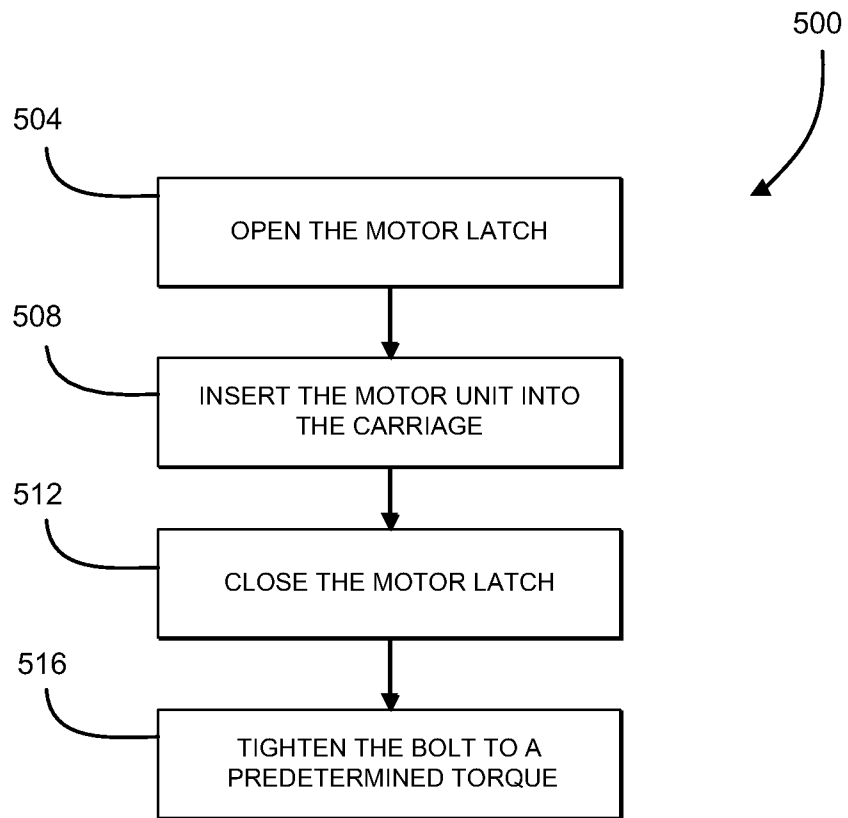 500
504
OPEN THE MOTOR LATCH
508
INSERT THE MOTOR UNIT INTO
THE CARRIAGE
512
CLOSE THE MOTOR LATCH
516
TIGHTEN THE BOLT TO A
PREDETERMINED TORQUE